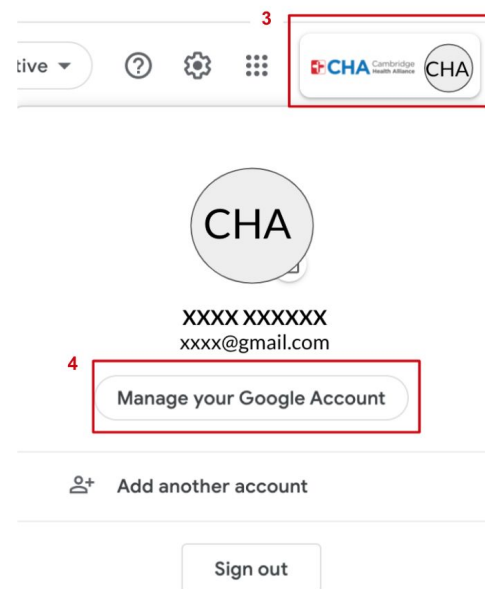 3
tive
CHA Cambridge Health Alliance CHA
CHA
XXXX XXXXXX
xxxx@gmail.com
4
Manage your Google Account
Add another account
Sign out